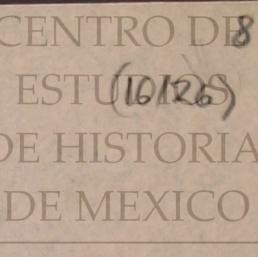 CENTRO DE 8
ESTUDIOS
(16126)
DE HISTORIA
DE MEXICO